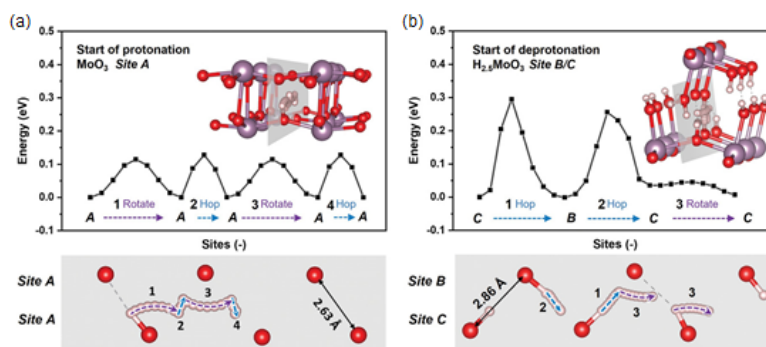 (a)
Start of protonation
MoO₃ Site A
Energy (eV)
0.5
0.4
0.3
0.2
0.1
0.0
-0.1
1 Rotate
2 Hop
3 Rotate
4 Hop
A A A A A
Sites (-)
Site A
Site A
1
2
3
4
2.63 Å
(b)
Start of deprotonation
H₂.₅MoO₃ Site B/C
Energy (eV)
0.5
0.4
0.3
0.2
0.1
0.0
-0.1
1 Hop
2 Hop
3 Rotate
C B C C
Sites (-)
Site B
Site C
2.86 Å
2
1
3
3